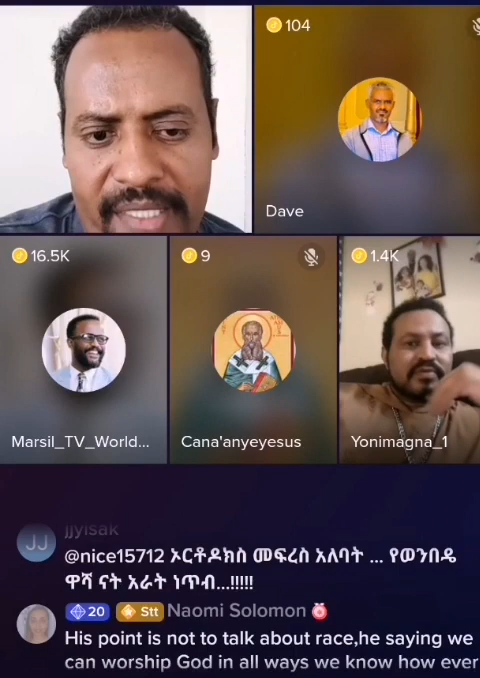 104
Dave
16.5K
9
1.4K
Marsil_TV_World...
Cana'anyeyesus
Yonimagna_1
jjyisak
JJ
@nice15712 ኦርቶዶክስ መፍረስ አለባት ... የወንበዴ
ዋሻ ናት አራት ነጥብ...!!!!!
20 Stt Naomi Solomon
His point is not to talk about race,he saying we
can worship God in all ways we know how ever